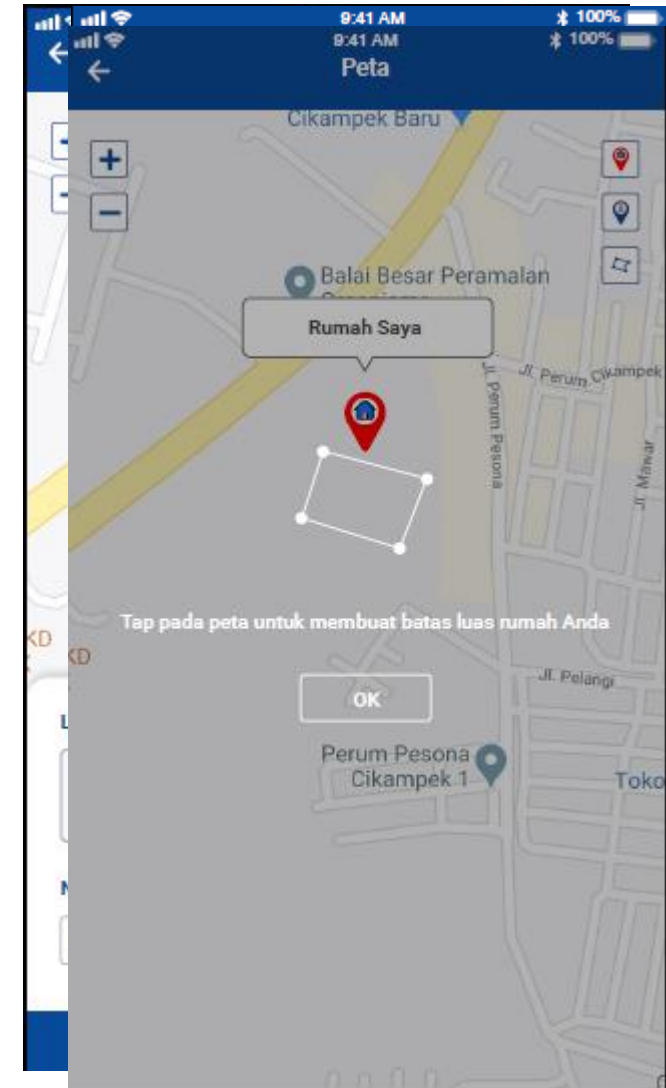 9:41 AM
100%
9:41 AM
100%
Peta
Cikampek Baru
Balai Besar Peramalan
Rumah Saya
Jl. Perum Cikampek
Jl. Perum Pesona
Jl. Mawar
Tap pada peta untuk membuat batas luas rumah Anda
KD
KD
Jl. Pelangi
OK
L
Perum Pesona
Cikampek 1
Toko
N